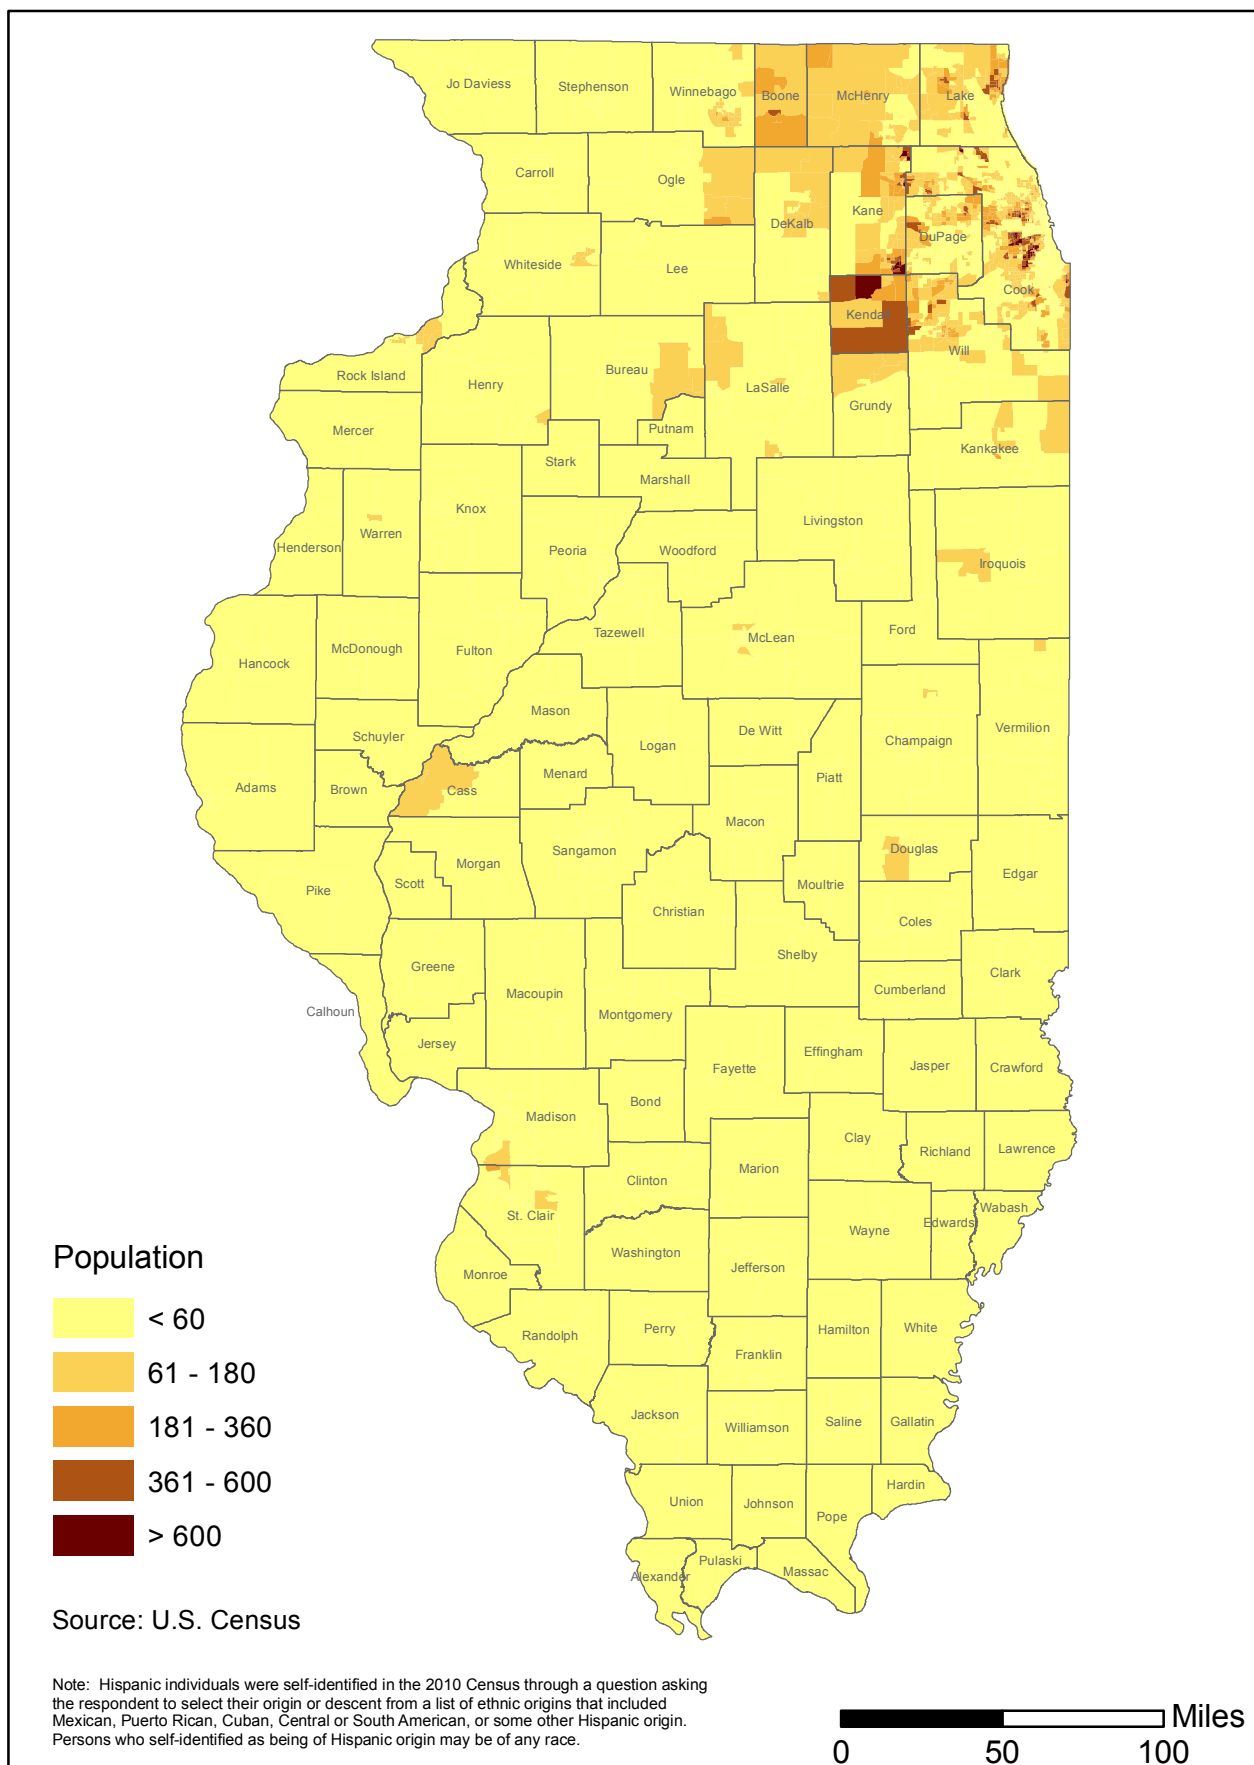 Jo Daviess
Stephenson
Winnebago
Boone
McHenry
Lake
Carroll
Ogle
DeKalb
Kane
DuPage
Cook
Whiteside
Lee
Kendall
Will
Rock Island
Henry
Bureau
LaSalle
Grundy
Mercer
Putnam
Kankakee
Stark
Marshall
Knox
Livingston
Warren
Henderson
Peoria
Woodford
Iroquois
Tazewell
McLean
Ford
Hancock
McDonough
Fulton
Mason
Logan
De Witt
Champaign
Vermilion
Schuyler
Adams
Brown
Cass
Menard
Piatt
Macon
Sangamon
Douglas
Morgan
Scott
Pike
Moultrie
Edgar
Christian
Coles
Shelby
Greene
Clark
Macoupin
Cumberland
Calhoun
Montgomery
Jersey
Effingham
Fayette
Jasper
Crawford
Bond
Madison
Clay
Richland
Lawrence
Marion
Clinton
St. Clair
Wayne
Edwards
Wabash
Washington
Jefferson
Monroe
Randolph
Perry
Hamilton
White
Franklin
Jackson
Williamson
Saline
Gallatin
Hardin
Union
Johnson
Pope
Pulaski
Alexander
Massac
Population
< 60
61 - 180
181 - 360
361 - 600
> 600
Source: U.S. Census
Note: Hispanic individuals were self-identified in the 2010 Census through a question asking
the respondent to select their origin or descent from a list of ethnic origins that included
Mexican, Puerto Rican, Cuban, Central or South American, or some other Hispanic origin.
Persons who self-identified as being of Hispanic origin may be of any race.
Miles
0 50 100